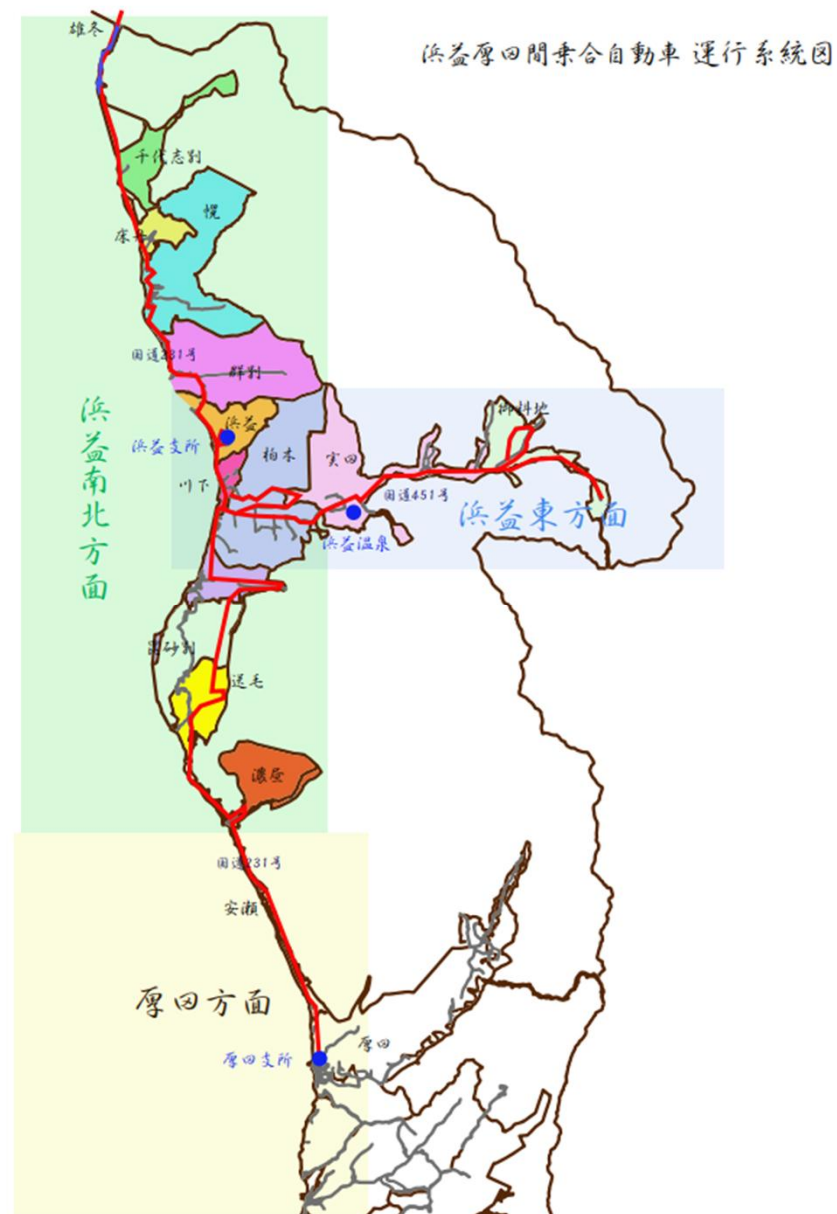 浜益厚田間乗合自動車 運行系統図
雄冬
千代志別
幌
床丹
国道231号
群別
浜益
御料地
浜益支所
柏木
実田
川下
国道451号
浜益東方面
浜益温泉
浜益南北方面
毘砂別
送毛
濃昼
国道231号
安瀬
厚田方面
厚田
厚田支所